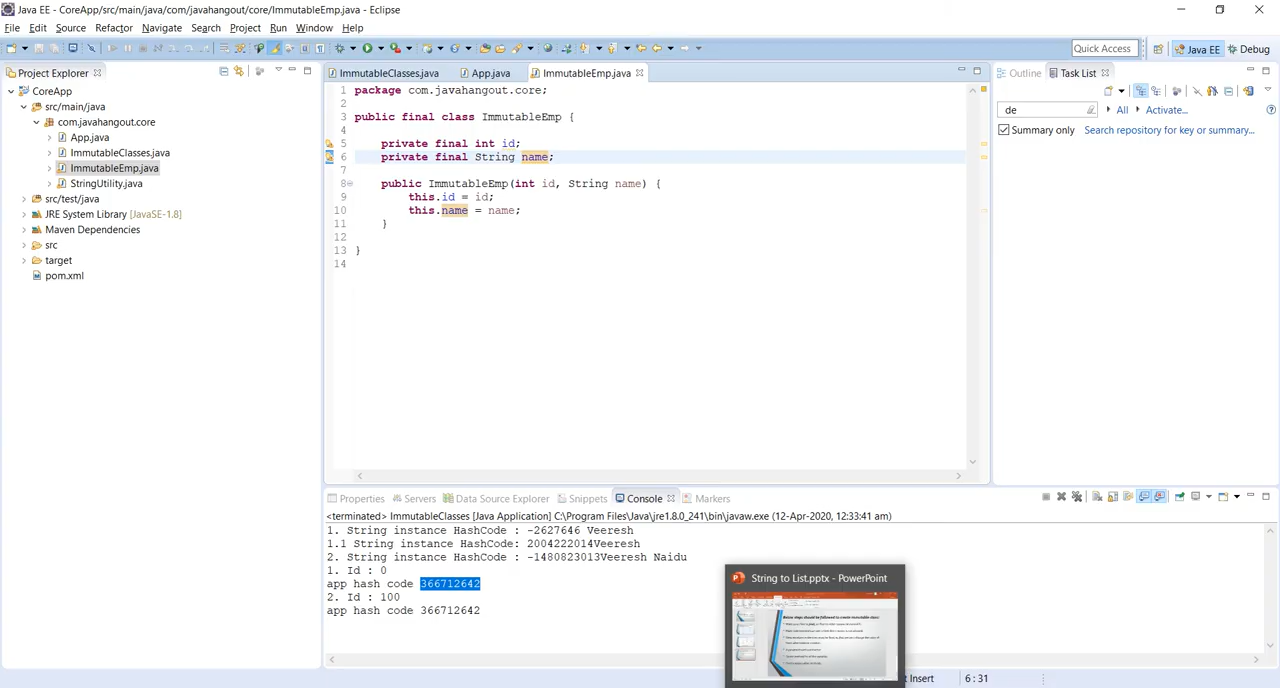 Java EE - CoreApp/src/main/java/com/javahangout/core/ImmutableEmp.java - Eclipse
File Edit Source Refactor Navigate Search Project Run Window Help
Quick Access
Java EE
Debug
Project Explorer
CoreApp
src/main/java
com.javahangout.core
App.java
ImmutableClasses.java
ImmutableEmp.java
StringUtility.java
src/test/java
JRE System Library [JavaSE-1.8]
Maven Dependencies
src
target
pom.xml
ImmutableClasses.java
App.java
ImmutableEmp.java
1 package com.javahangout.core;
2
3 public final class ImmutableEmp {
4
5 private final int id;
6 private final String name;
7
8 public ImmutableEmp(int id, String name) {
9 this.id = id;
10 this.name = name;
11 }
12
13 }
14
Outline
Task List
de
All
Activate...
Summary only
Search repository for key or summary...
Properties
Servers
Data Source Explorer
Snippets
Console
Markers
<terminated> ImmutableClasses [Java Application] C:\Program Files\Java\jre1.8.0_241\bin\javaw.exe (12-Apr-2020, 12:33:41 am)
1. String instance HashCode : -2627646 Veeresh
1.1 String instance HashCode: 2004222014Veeresh
2. String instance HashCode : -1480823013Veeresh Naidu
1. Id : 0
app hash code 366712642
2. Id : 100
app hash code 366712642
String to List.pptx - PowerPoint
Below steps should be followed to create immutable class:
t Insert
6 : 31